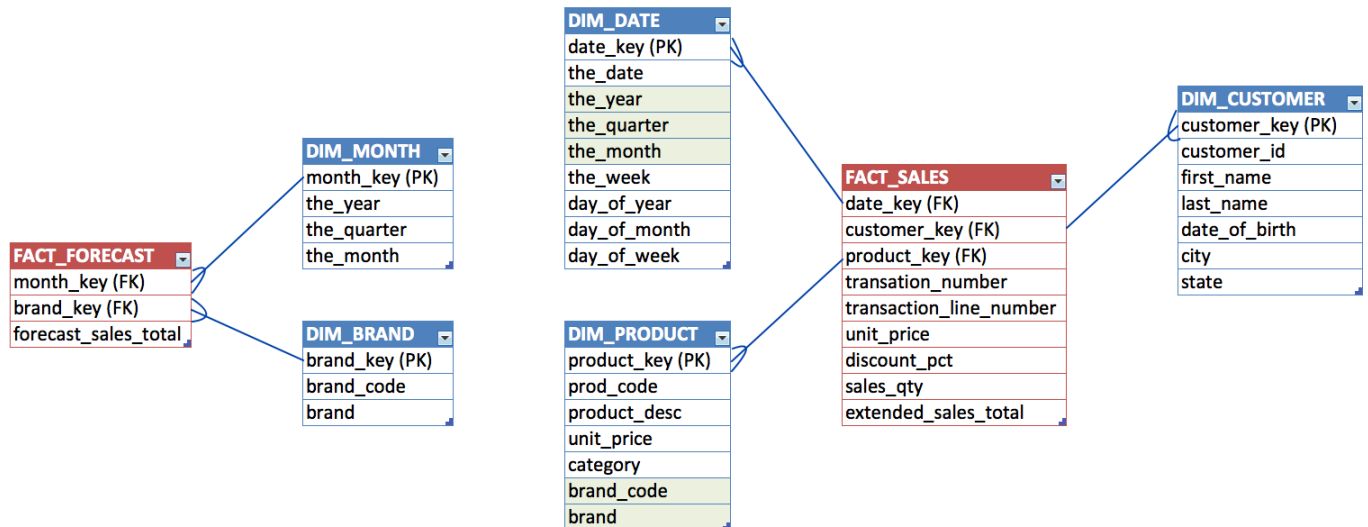 FACT_FORECAST
month_key (FK)
brand_key (FK)
forecast_sales_total
DIM_MONTH
month_key (PK)
the_year
the_quarter
the_month
DIM_BRAND
brand_key (PK)
brand_code
brand
DIM_DATE
date_key (PK)
the_date
the_year
the_quarter
the_month
the_week
day_of_year
day_of_month
day_of_week
DIM_PRODUCT
product_key (PK)
prod_code
product_desc
unit_price
category
brand_code
brand
FACT_SALES
date_key (FK)
customer_key (FK)
product_key (FK)
transation_number
transaction_line_number
unit_price
discount_pct
sales_qty
extended_sales_total
DIM_CUSTOMER
customer_key (PK)
customer_id
first_name
last_name
date_of_birth
city
state